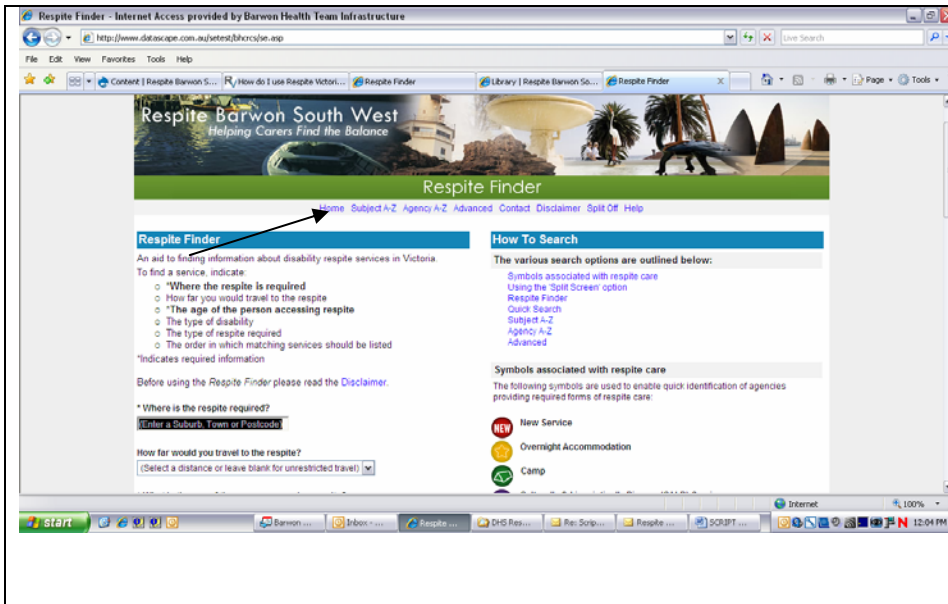 Respite Finder - Internet Access provided by Barwon Health Team Infrastructure
http://www.datascape.com.au/setest/bhcrcs/se.asp
Live Search
File Edit View Favorites Tools Help
Content | Respite Barwon S...
How do I use Respite Victori...
Respite Finder
Library | Respite Barwon So...
Respite Finder
Page
Tools
Respite Barwon South West
Helping Carers Find the Balance
Respite Finder
Home Subject A-Z Agency A-Z Advanced Contact Disclaimer Split Off Help
Respite Finder
An aid to finding information about disability respite services in Victoria.
To find a service, indicate:
*Where the respite is required
How far you would travel to the respite
*The age of the person accessing respite
The type of disability
The type of respite required
The order in which matching services should be listed
*Indicates required information
Before using the Respite Finder please read the Disclaimer.
* Where is the respite required?
(Enter a Suburb, Town or Postcode)
How far would you travel to the respite?
(Select a distance or leave blank for unrestricted travel)
How To Search
The various search options are outlined below:
Symbols associated with respite care
Using the 'Split Screen' option
Respite Finder
Quick Search
Subject A-Z
Agency A-Z
Advanced
Symbols associated with respite care
The following symbols are used to enable quick identification of agencies
providing required forms of respite care:
NEW
New Service
Overnight Accommodation
Camp
Internet
100%
start
Barwon ...
Inbox - ...
Respite ...
DHS Res...
Re: Scrip...
Respite ...
SCRIPT ...
12:04 PM